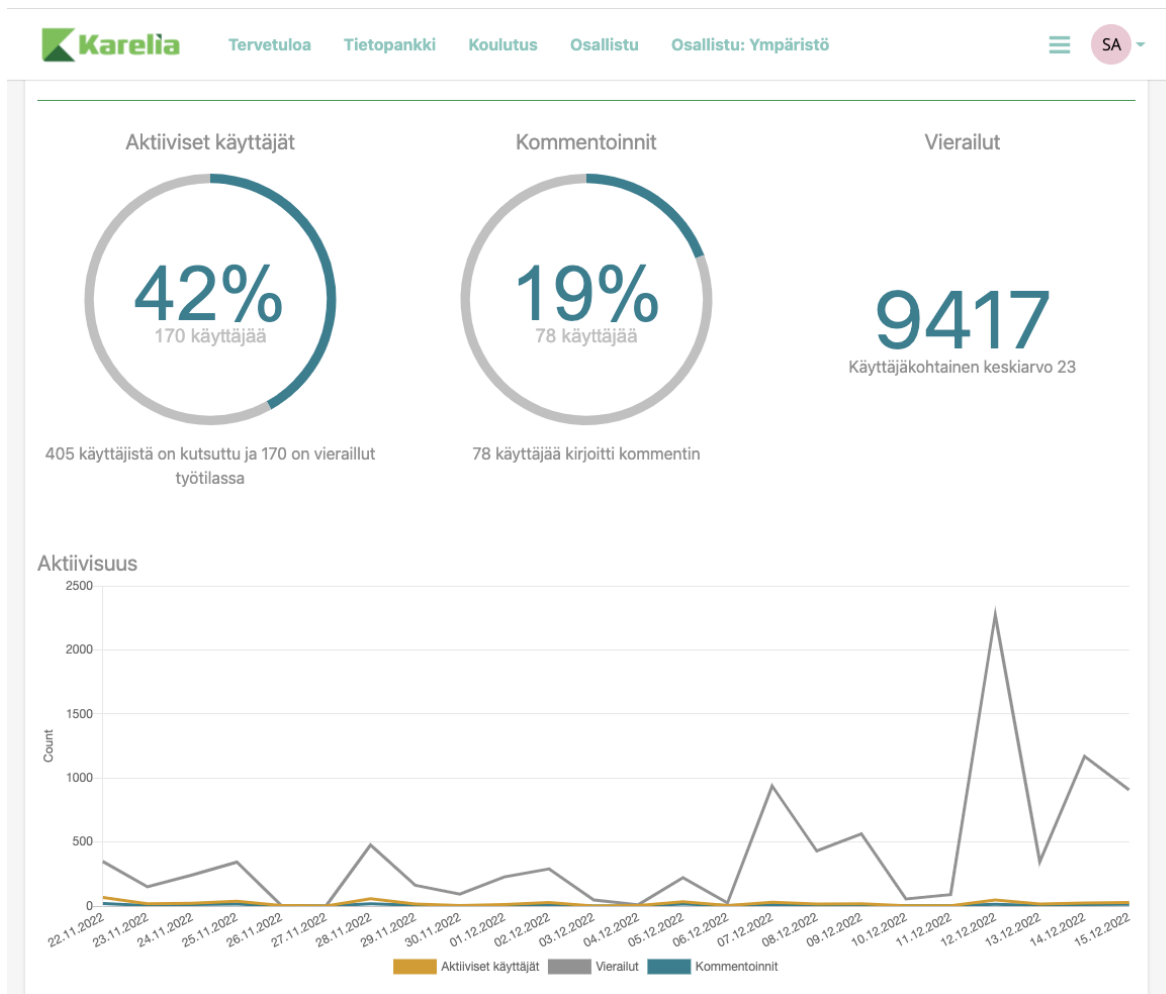 Karelia
Tervetuloa
Tietopankki
Koulutus
Osallistu
Osallistu: Ympäristö
SA
Aktiiviset käyttäjät
42%
170 käyttäjää
405 käyttäjistä on kutsuttu ja 170 on vieraillut
työtilassa
Kommentoinnit
19%
78 käyttäjää
78 käyttäjää kirjoitti kommentin
Vierailut
9417
Käyttäjäkohtainen keskiarvo 23
Aktiivisuus
2500
2000
1500
1000
500
0
Count
22.11.2022
23.11.2022
24.11.2022
25.11.2022
26.11.2022
27.11.2022
28.11.2022
29.11.2022
30.11.2022
01.12.2022
02.12.2022
03.12.2022
04.12.2022
05.12.2022
06.12.2022
07.12.2022
08.12.2022
09.12.2022
10.12.2022
11.12.2022
12.12.2022
13.12.2022
14.12.2022
15.12.2022
Aktiiviset käyttäjät
Vierailut
Kommentoinnit